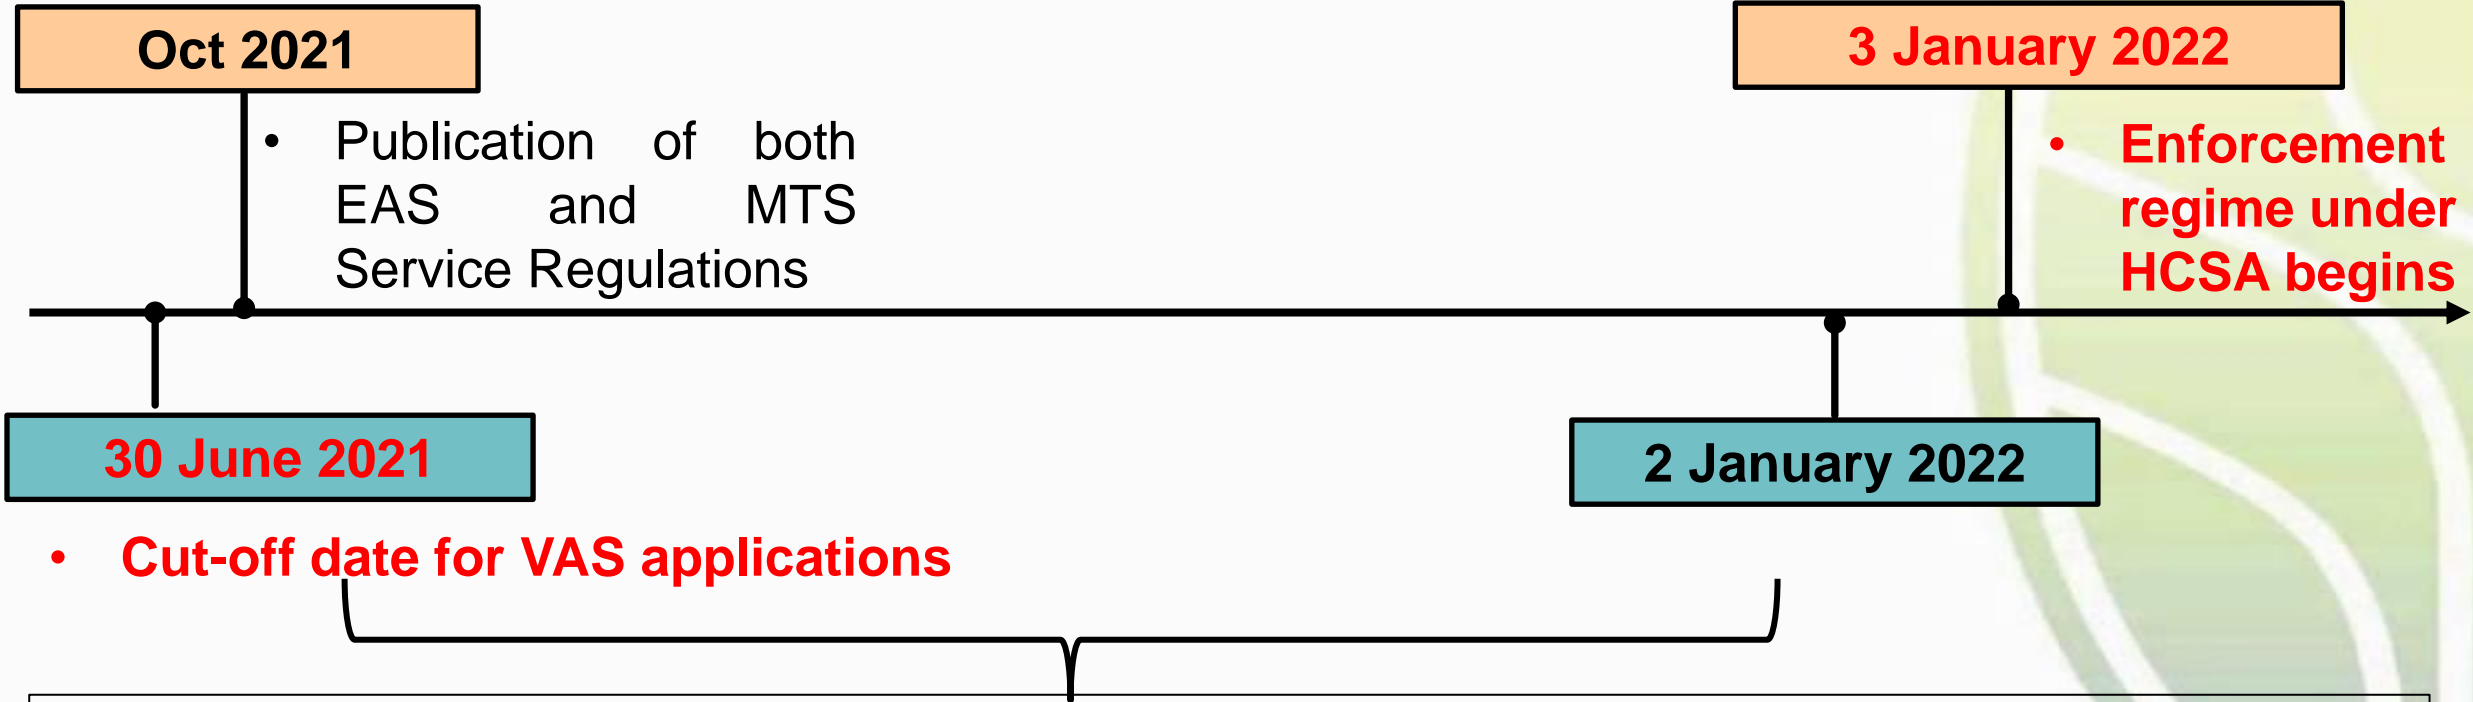 Oct 2021
3 January 2022
• Publication of both
EAS and MTS
Service Regulations
• Enforcement
regime under
HCSA begins
30 June 2021
2 January 2022
• Cut-off date for VAS applications